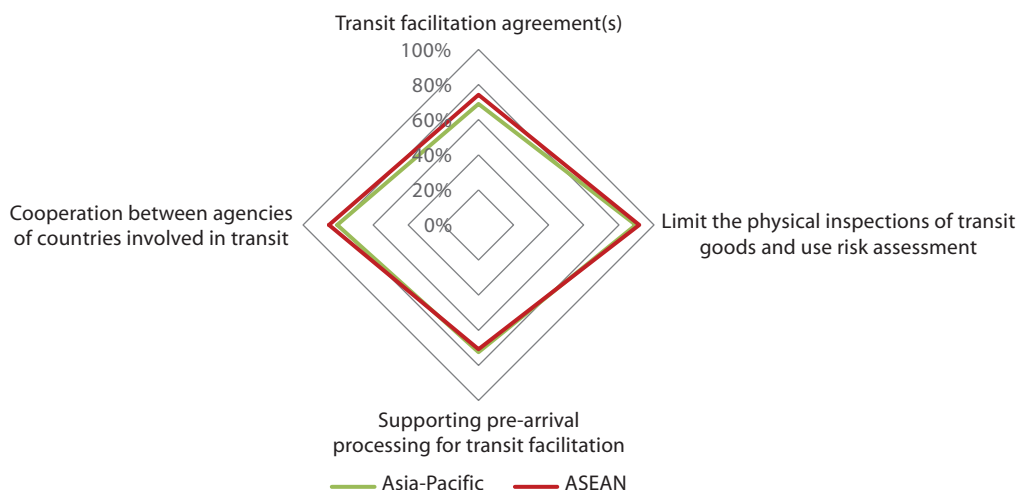 Transit facilitation agreement(s)
100%
80%
60%
40%
20%
0%
Cooperation between agencies
of countries involved in transit
Limit the physical inspections of transit
goods and use risk assessment
Supporting pre-arrival
processing for transit facilitation
Asia-Pacific
ASEAN